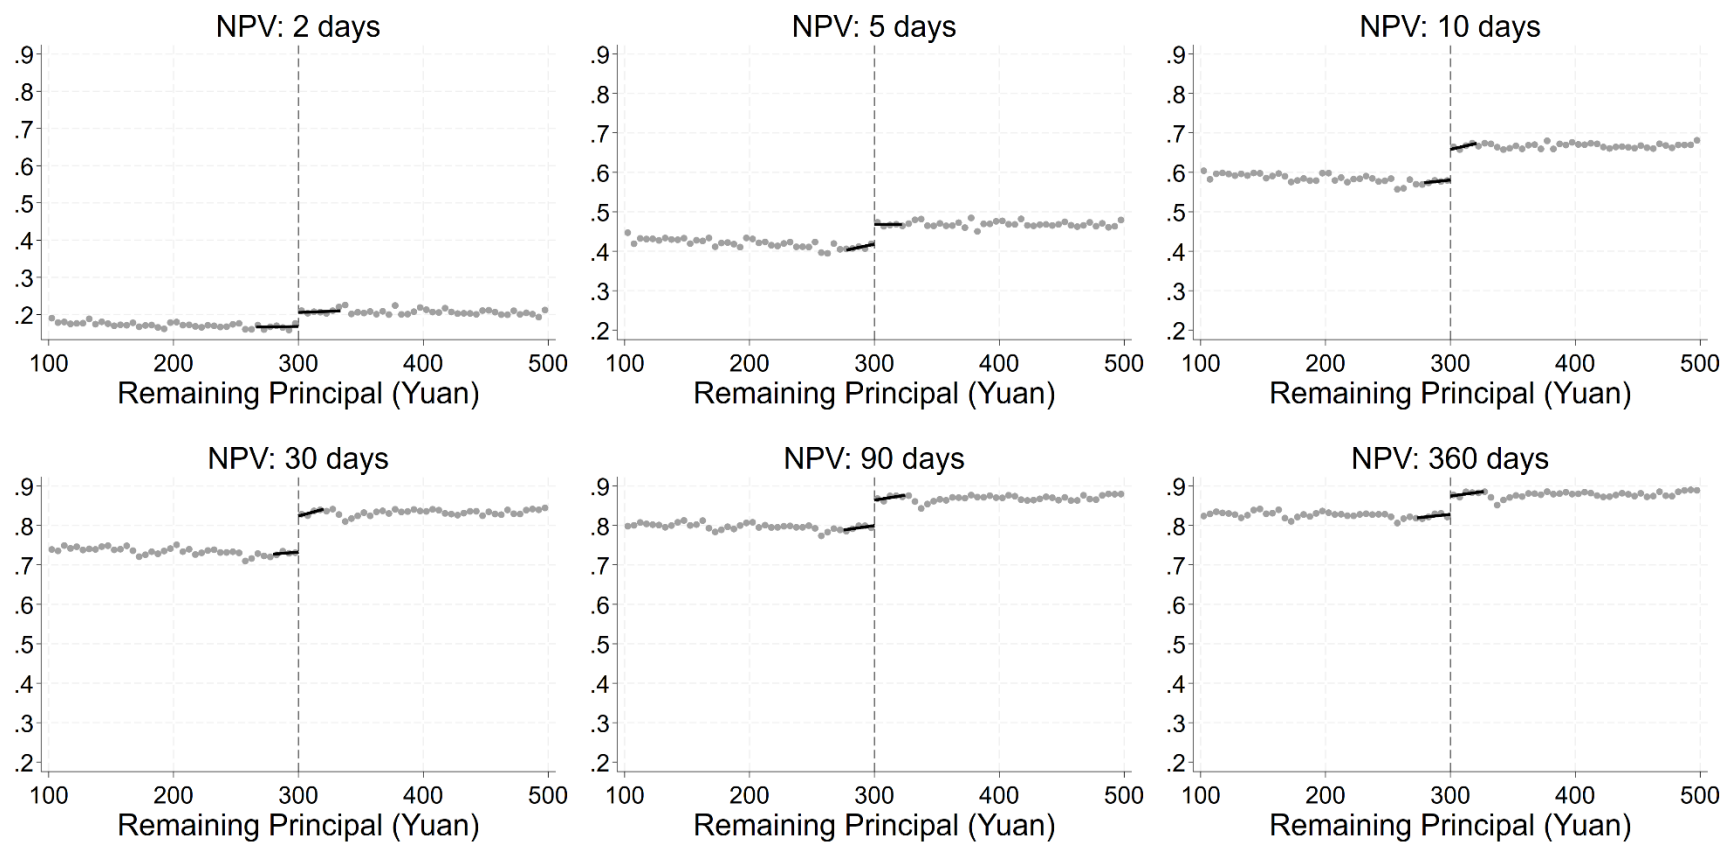 NPV: 2 days
.9
.8
.7
.6
.5
.4
.3
.2
100 200 300 400 500
Remaining Principal (Yuan)
NPV: 5 days
.9
.8
.7
.6
.5
.4
.3
.2
100 200 300 400 500
Remaining Principal (Yuan)
NPV: 10 days
.9
.8
.7
.6
.5
.4
.3
.2
100 200 300 400 500
Remaining Principal (Yuan)
NPV: 30 days
.9
.8
.7
.6
.5
.4
.3
.2
100 200 300 400 500
Remaining Principal (Yuan)
NPV: 90 days
.9
.8
.7
.6
.5
.4
.3
.2
100 200 300 400 500
Remaining Principal (Yuan)
NPV: 360 days
.9
.8
.7
.6
.5
.4
.3
.2
100 200 300 400 500
Remaining Principal (Yuan)